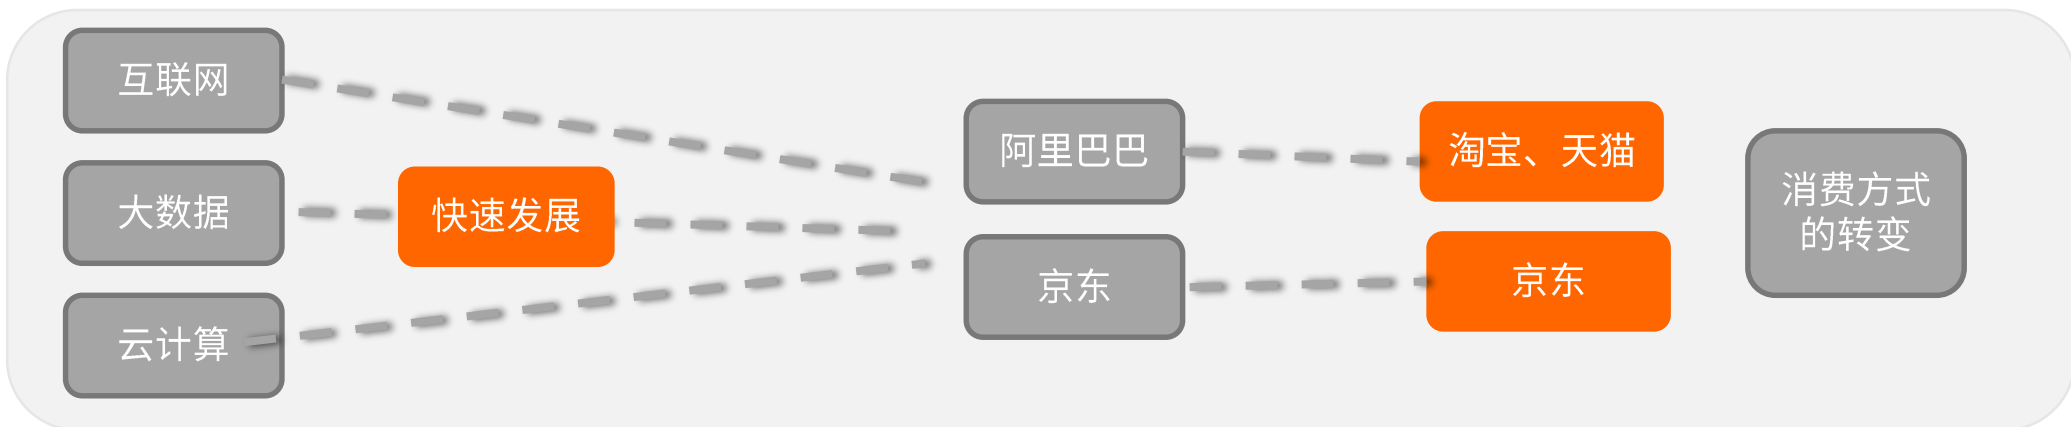 互联网
大数据
云计算
快速发展
阿里巴巴
京东
淘宝、天猫
京东
消费方式
的转变